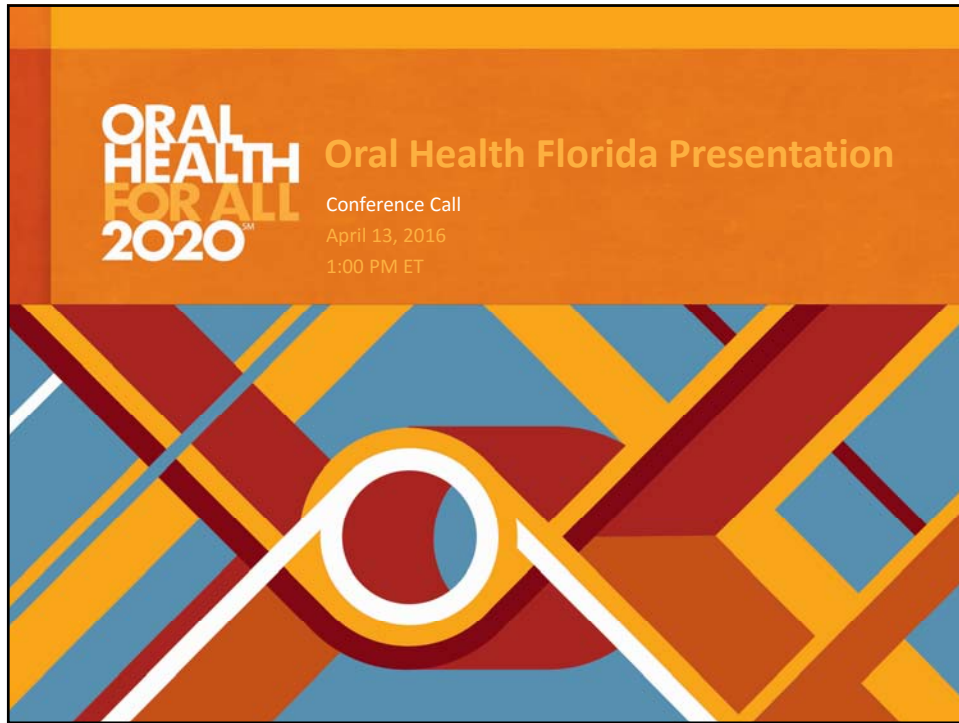 ORAL
HEALTH
FOR ALL
2020℠
Oral Health Florida Presentation
Conference Call
April 13, 2016
1:00 PM ET